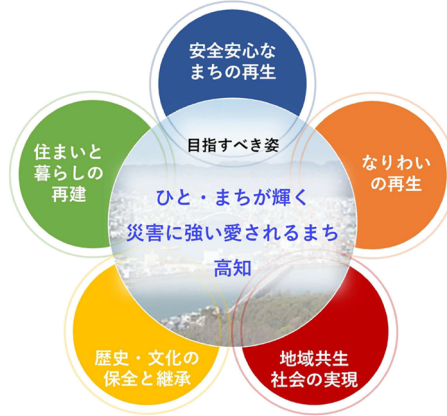 安全安心な
まちの再生
目指すべき姿
住まいと
暮らしの
再建
なりわい
の再生
ひと・まちが輝く
災害に強い愛されるまち
高知
歴史・文化の
保全と継承
地域共生
社会の実現